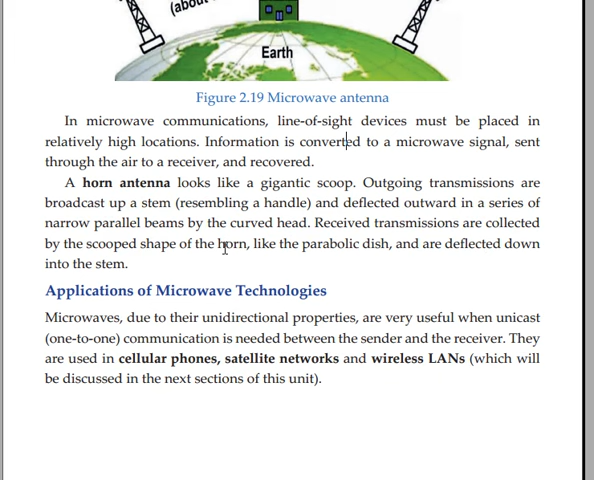 (about
Earth
Figure 2.19 Microwave antenna
In microwave communications, line-of-sight devices must be placed in
relatively high locations. Information is converted to a microwave signal, sent
through the air to a receiver, and recovered.
A horn antenna looks like a gigantic scoop. Outgoing transmissions are
broadcast up a stem (resembling a handle) and deflected outward in a series of
narrow parallel beams by the curved head. Received transmissions are collected
by the scooped shape of the horn, like the parabolic dish, and are deflected down
into the stem.
Applications of Microwave Technologies
Microwaves, due to their unidirectional properties, are very useful when unicast
(one-to-one) communication is needed between the sender and the receiver. They
are used in cellular phones, satellite networks and wireless LANs (which will
be discussed in the next sections of this unit).